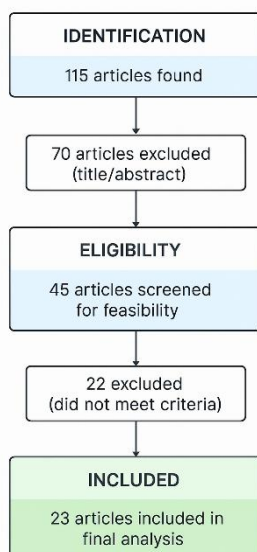 IDENTIFICATION
115 articles found
70 articles excluded
(title/abstract)
ELIGIBILITY
45 articles screened
for feasibility
22 excluded
(did not meet criteria)
INCLUDED
23 articles included in
final analysis